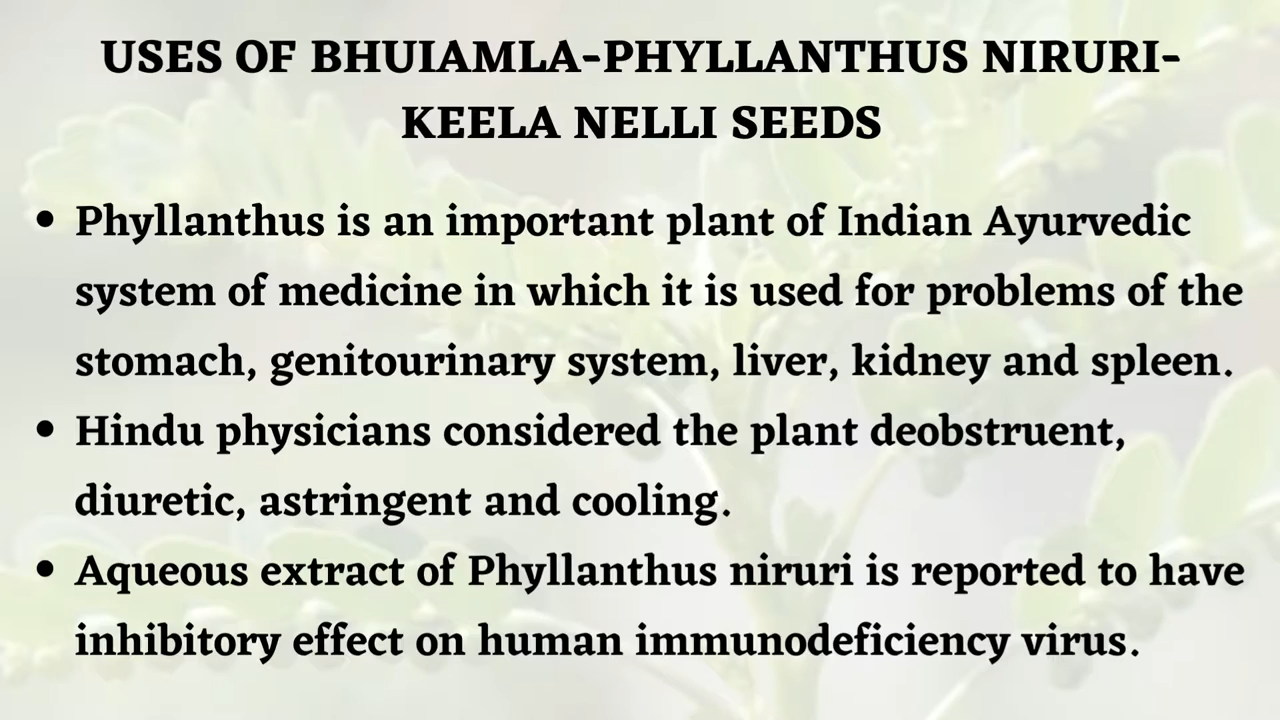 USES OF BHUIAMLA-PHYLLANTHUS NIRURI-
KEELA NELLI SEEDS
• Phyllanthus is an important plant of Indian Ayurvedic
system of medicine in which it is used for problems of the
stomach, genitourinary system, liver, kidney and spleen.
• Hindu physicians considered the plant deobstruent,
diuretic, astringent and cooling.
• Aqueous extract of Phyllanthus niruri is reported to have
inhibitory effect on human immunodeficiency virus.